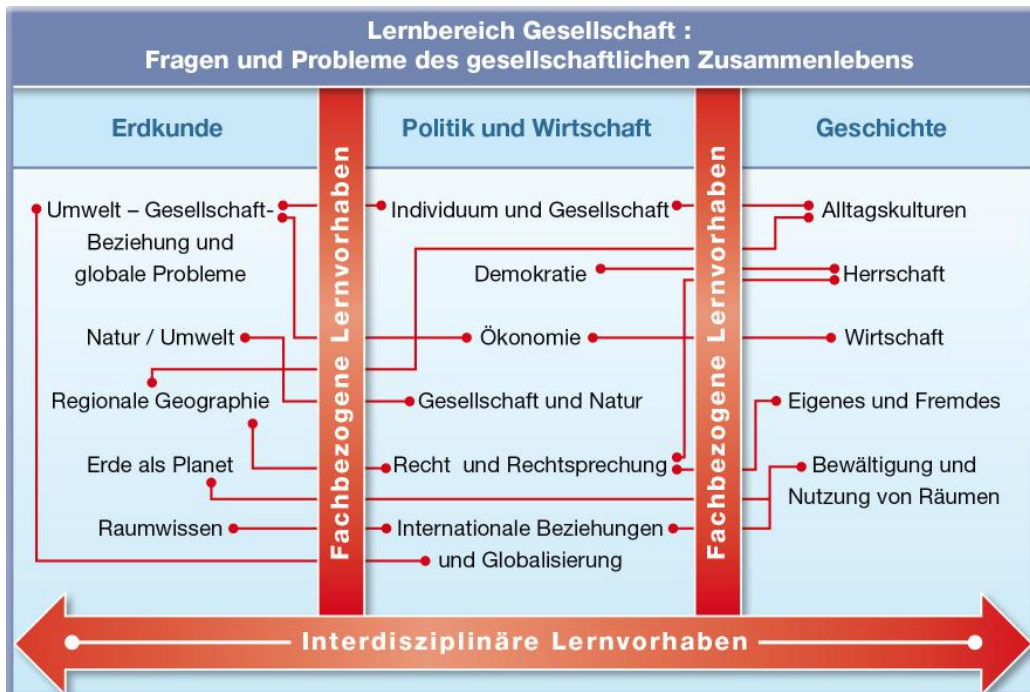 Lernbereich Gesellschaft :
Fragen und Probleme des gesellschaftlichen Zusammenlebens
Erdkunde
Umwelt – Gesellschaft-
Beziehung und
globale Probleme
Natur / Umwelt
Regionale Geographie
Erde als Planet
Raumwissen
Fachbezogene Lernvorhaben
Politik und Wirtschaft
Individuum und Gesellschaft
Demokratie
Ökonomie
Gesellschaft und Natur
Recht und Rechtsprechung
Internationale Beziehungen
und Globalisierung
Fachbezogene Lernvorhaben
Geschichte
Alltagskulturen
Herrschaft
Wirtschaft
Eigenes und Fremdes
Bewältigung und
Nutzung von Räumen
Interdisziplinäre Lernvorhaben